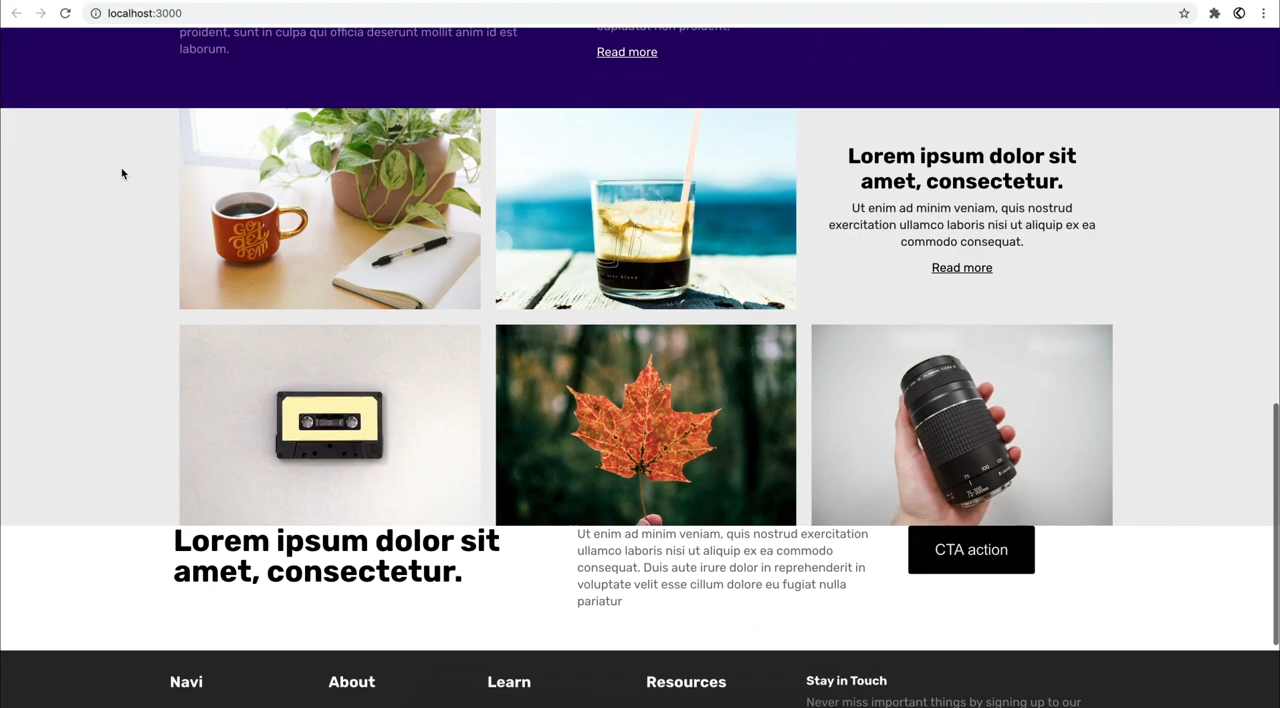 localhost:3000
proident, sunt in culpa qui officia deserunt mollit anim id est
laborum.
cupidatat non proident.
Read more
Lorem ipsum dolor sit
amet, consectetur.
Ut enim ad minim veniam, quis nostrud
exercitation ullamco laboris nisi ut aliquip ex ea
commodo consequat.
Read more
Lorem ipsum dolor sit
amet, consectetur.
Ut enim ad minim veniam, quis nostrud exercitation
ullamco laboris nisi ut aliquip ex ea commodo
consequat. Duis aute irure dolor in reprehenderit in
voluptate velit esse cillum dolore eu fugiat nulla
pariatur
CTA action
Navi
About
Learn
Resources
Stay in Touch
Never miss important things by signing up to our